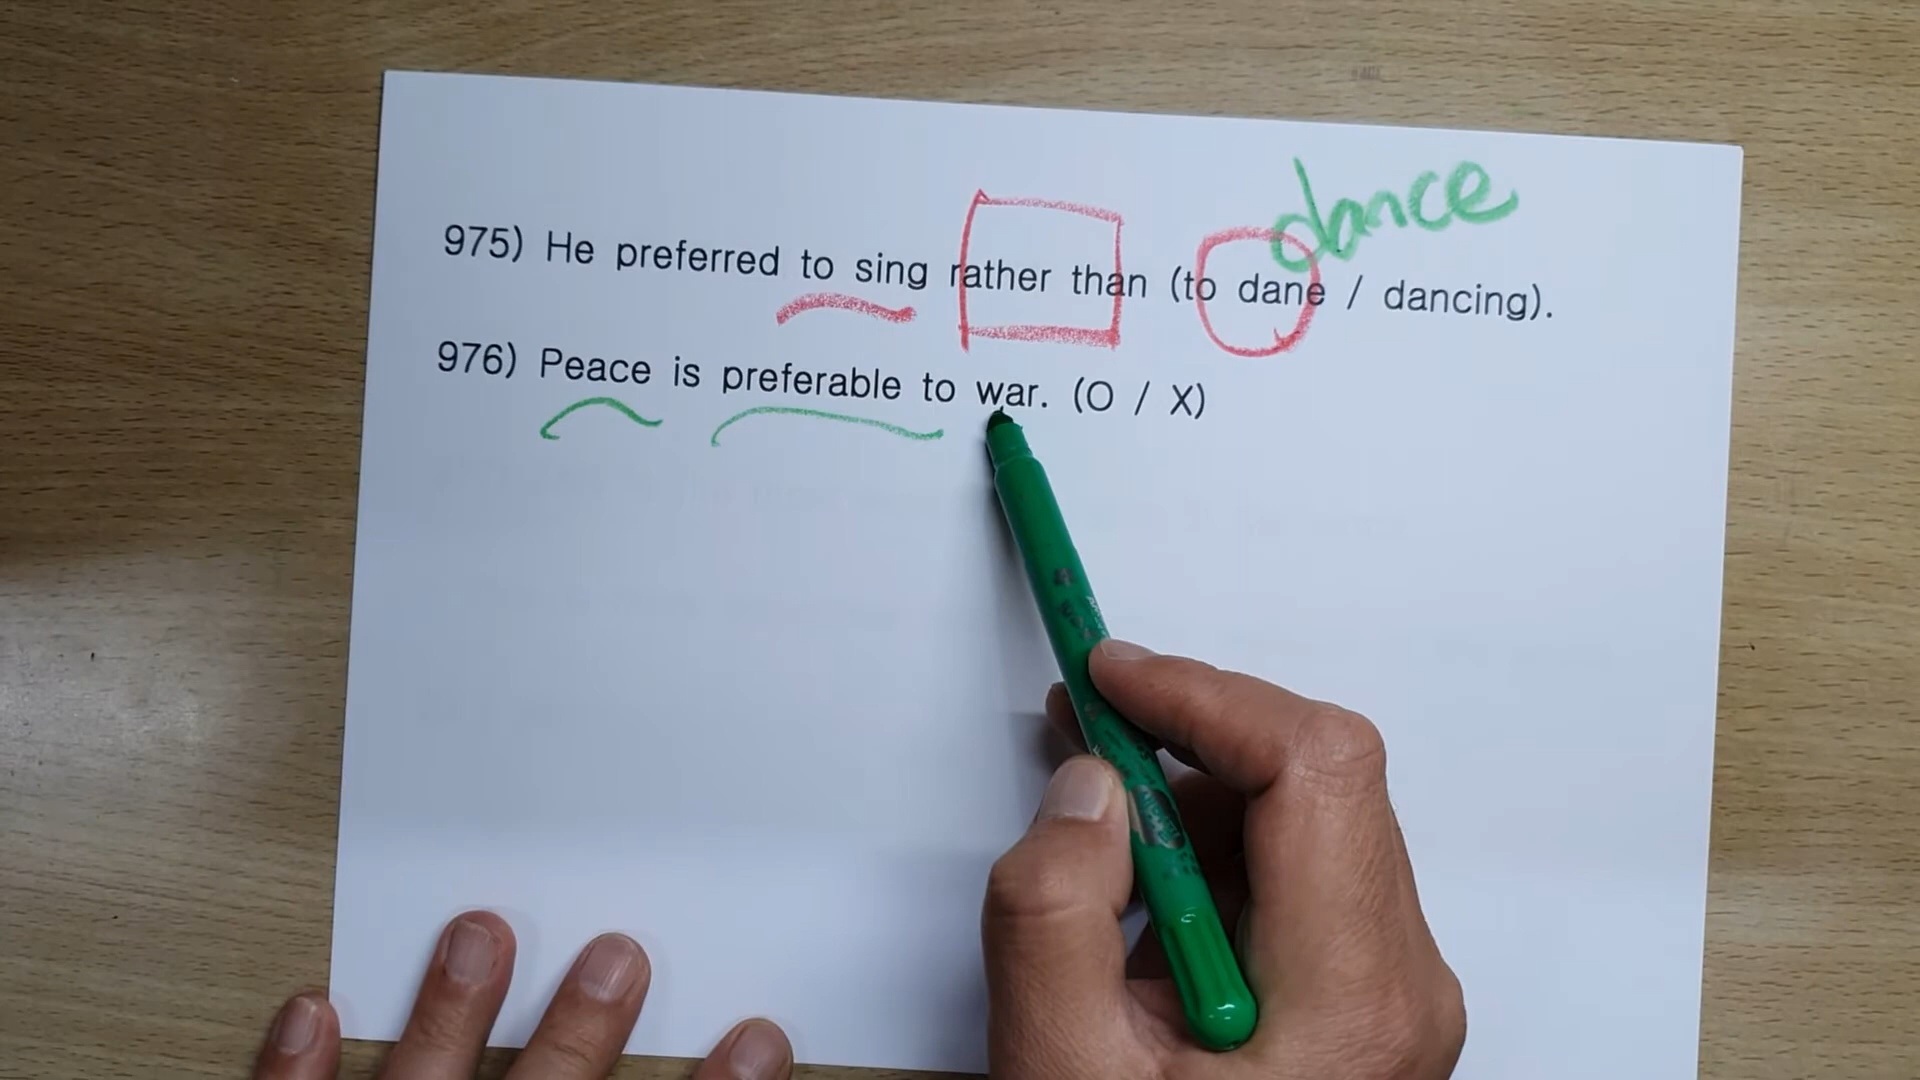 dance
975) He preferred to sing rather than (to dane / dancing).
976) Peace is preferable to war. (O / X)